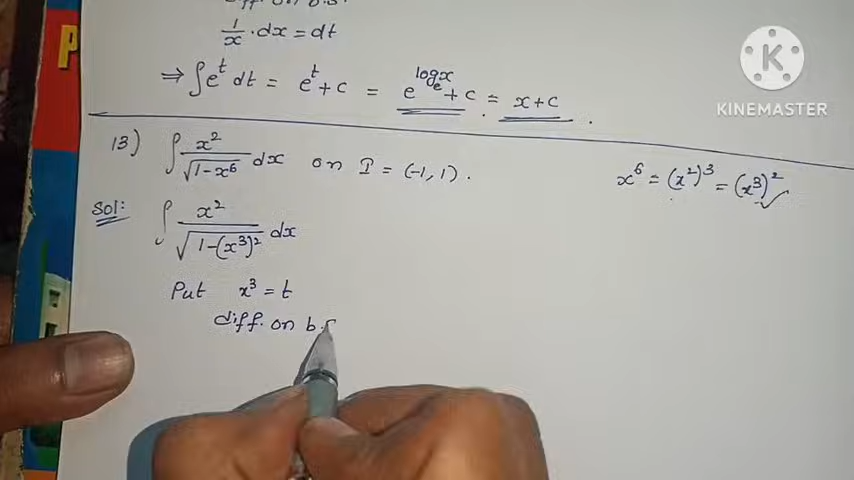 1/x · dx = dt
⇒ ∫e^t dt = e^t + c = e^(log_e x) + c = x + c .
13) ∫ x²/√(1-x⁶) dx on I = (-1, 1) .
x⁶ = (x²)³ = (x³)² ✓
Sol: ∫ x²/√(1-(x³)²) dx
Put x³ = t
diff. on b.s
KINEMASTER